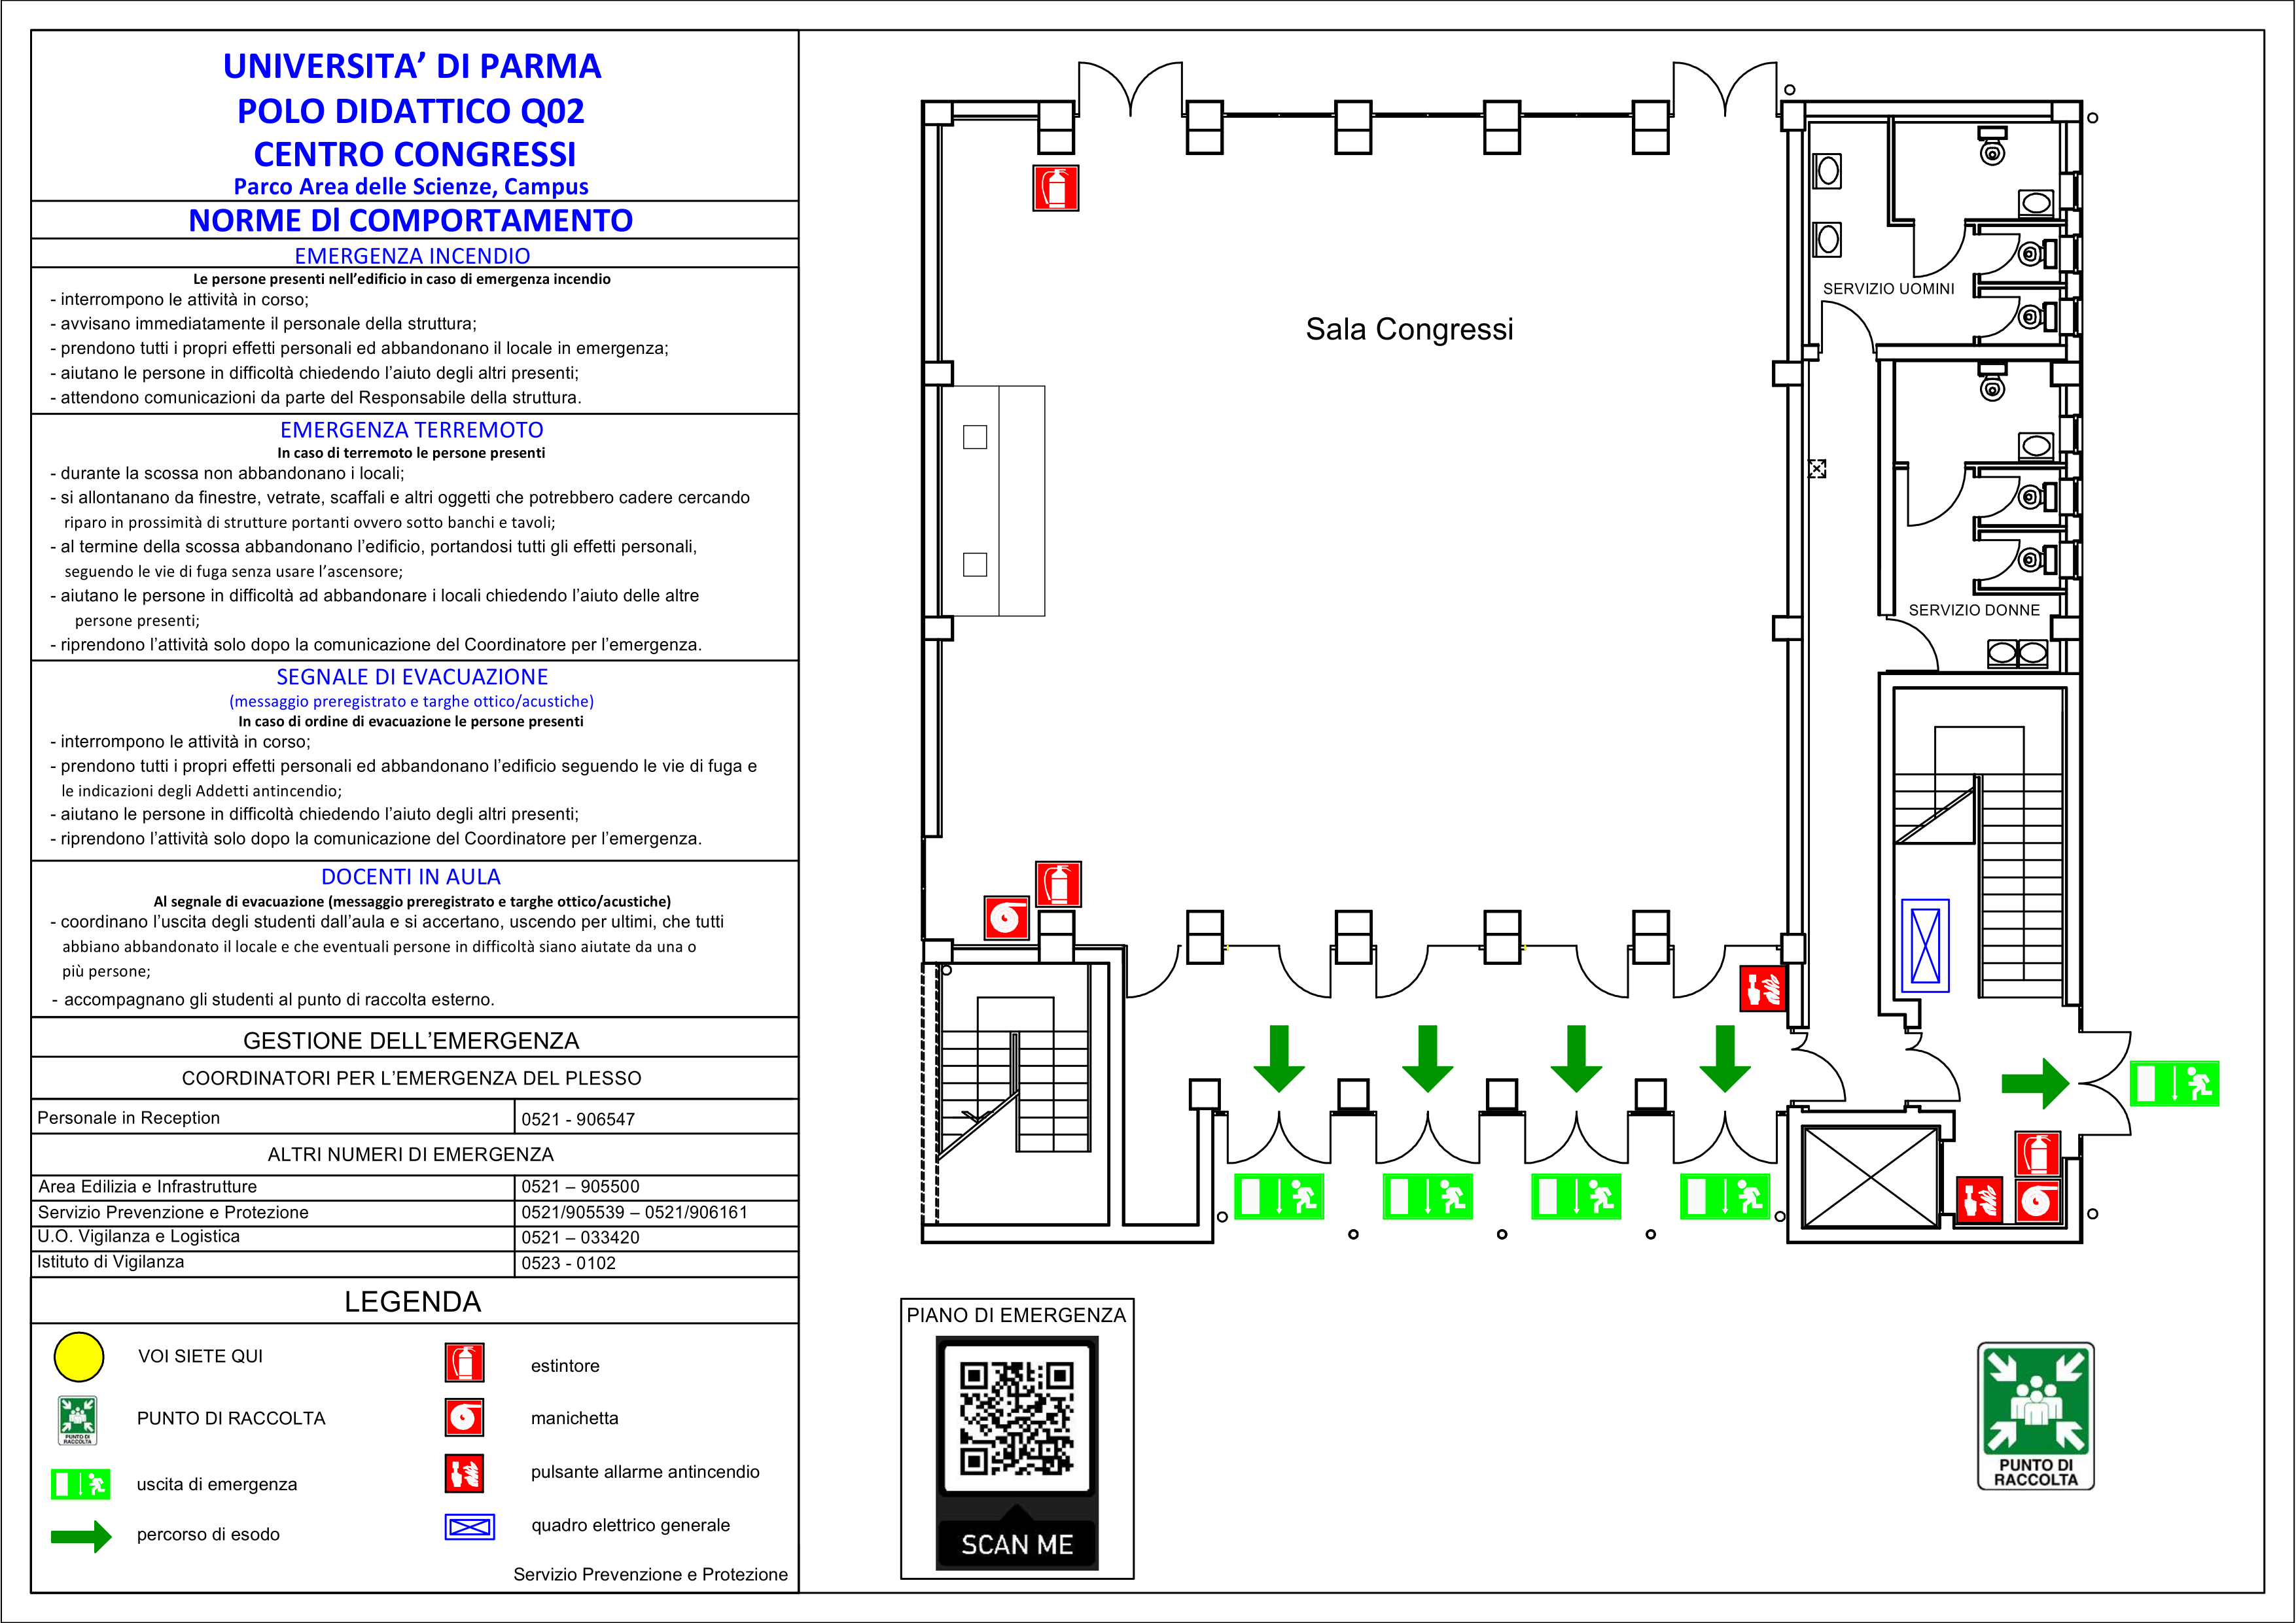 UNIVERSITA’ DI PARMA
POLO DIDATTICO Q02
CENTRO CONGRESSI
Parco Area delle Scienze, Campus
NORME DI COMPORTAMENTO
EMERGENZA INCENDIO
Le persone presenti nell’edificio in caso di emergenza incendio
- interrompono le attività in corso;
- avvisano immediatamente il personale della struttura;
- prendono tutti i propri effetti personali ed abbandonano il locale in emergenza;
- aiutano le persone in difficoltà chiedendo l’aiuto degli altri presenti;
- attendono comunicazioni da parte del Responsabile della struttura.
EMERGENZA TERREMOTO
In caso di terremoto le persone presenti
- durante la scossa non abbandonano i locali;
- si allontanano da finestre, vetrate, scaffali e altri oggetti che potrebbero cadere cercando
riparo in prossimità di strutture portanti ovvero sotto banchi e tavoli;
- al termine della scossa abbandonano l’edificio, portandosi tutti gli effetti personali,
seguendo le vie di fuga senza usare l’ascensore;
- aiutano le persone in difficoltà ad abbandonare i locali chiedendo l’aiuto delle altre
persone presenti;
- riprendono l’attività solo dopo la comunicazione del Coordinatore per l’emergenza.
SEGNALE DI EVACUAZIONE
(messaggio preregistrato e targhe ottico/acustiche)
In caso di ordine di evacuazione le persone presenti
- interrompono le attività in corso;
- prendono tutti i propri effetti personali ed abbandonano l’edificio seguendo le vie di fuga e
le indicazioni degli Addetti antincendio;
- aiutano le persone in difficoltà chiedendo l’aiuto degli altri presenti;
- riprendono l’attività solo dopo la comunicazione del Coordinatore per l’emergenza.
DOCENTI IN AULA
Al segnale di evacuazione (messaggio preregistrato e targhe ottico/acustiche)
- coordinano l’uscita degli studenti dall’aula e si accertano, uscendo per ultimi, che tutti
abbiano abbandonato il locale e che eventuali persone in difficoltà siano aiutate da una o
più persone;
- accompagnano gli studenti al punto di raccolta esterno.
GESTIONE DELL’EMERGENZA
COORDINATORI PER L’EMERGENZA DEL PLESSO
Personale in Reception 0521 - 906547
ALTRI NUMERI DI EMERGENZA
Area Edilizia e Infrastrutture 0521 – 905500
Servizio Prevenzione e Protezione 0521/905539 – 0521/906161
U.O. Vigilanza e Logistica 0521 – 033420
Istituto di Vigilanza 0523 - 0102
LEGENDA
VOI SIETE QUI
PUNTO DI RACCOLTA
PUNTO DI
RACCOLTA
uscita di emergenza
percorso di esodo
estintore
manichetta
pulsante allarme antincendio
quadro elettrico generale
Servizio Prevenzione e Protezione
Sala Congressi
SERVIZIO UOMINI
SERVIZIO DONNE
PIANO DI EMERGENZA
SCAN ME
PUNTO DI
RACCOLTA